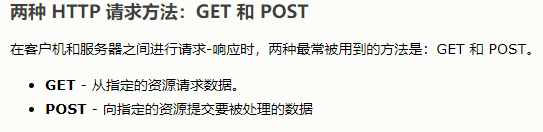 两种 HTTP 请求方法：GET 和 POST
在客户机和服务器之间进行请求-响应时，两种最常被用到的方法是：GET 和 POST。
• GET - 从指定的资源请求数据。
• POST - 向指定的资源提交要被处理的数据